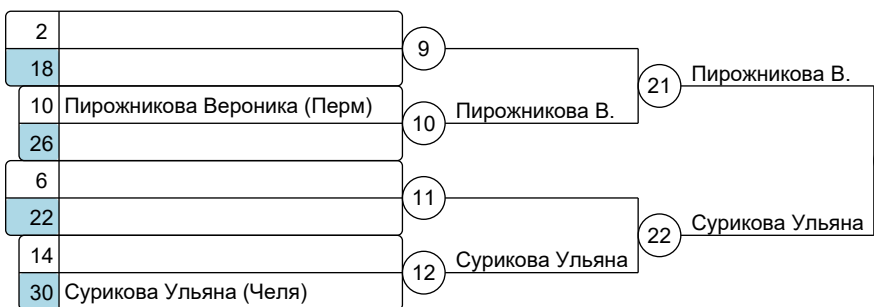 2
9
18
21 Пирожникова В.
10 Пирожникова Вероника (Перм)
10 Пирожникова В.
26
6
11
22
22 Сурикова Ульяна
14
12 Сурикова Ульяна
30 Сурикова Ульяна (Челя)